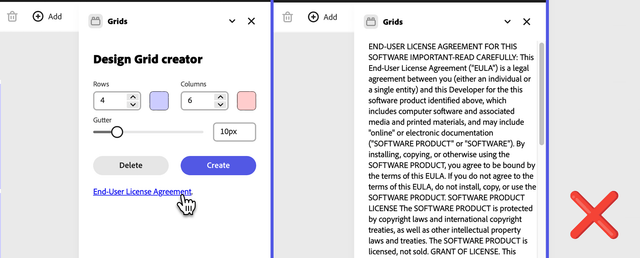 Add
Grids
Design Grid creator
Rows
Columns
4
6
Gutter
10px
Delete
Create
End-User License Agreement.
Add
Grids
END-USER LICENSE AGREEMENT FOR THIS
SOFTWARE IMPORTANT-READ CAREFULLY: This
End-User License Agreement ("EULA") is a legal
agreement between you (either an individual or
a single entity) and this Developer for the this
software product identified above, which
includes computer software and associated
media and printed materials, and may include
"online" or electronic documentation
("SOFTWARE PRODUCT" or "SOFTWARE"). By
installing, copying, or otherwise using the
SOFTWARE PRODUCT, you agree to be bound by
the terms of this EULA. If you do not agree to the
terms of this EULA, do not install, copy, or use the
SOFTWARE PRODUCT. SOFTWARE PRODUCT
LICENSE The SOFTWARE PRODUCT is protected
by copyright laws and international copyright
treaties, as well as other intellectual property
laws and treaties. The SOFTWARE PRODUCT is
licensed, not sold. GRANT OF LICENSE. This